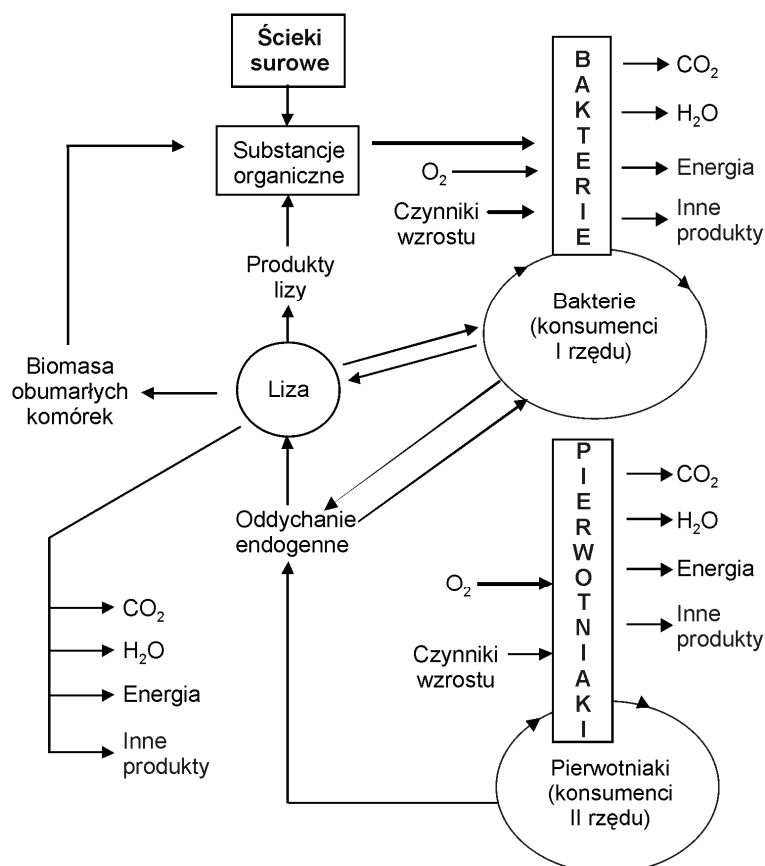 Ścieki
surowe
Substancje
organiczne
O₂
Czynniki
wzrostu
BAKTERIE
CO₂
H₂O
Energia
Inne
produkty
Produkty
lizy
Bakterie
(konsumenci
I rzędu)
Biomasa
obumarłych
komórek
Liza
Oddychanie
endogenne
PIERWOTNIAKI
CO₂
H₂O
Energia
Inne
produkty
O₂
Czynniki
wzrostu
CO₂
H₂O
Energia
Inne
produkty
Pierwotniaki
(konsumenci
II rzędu)